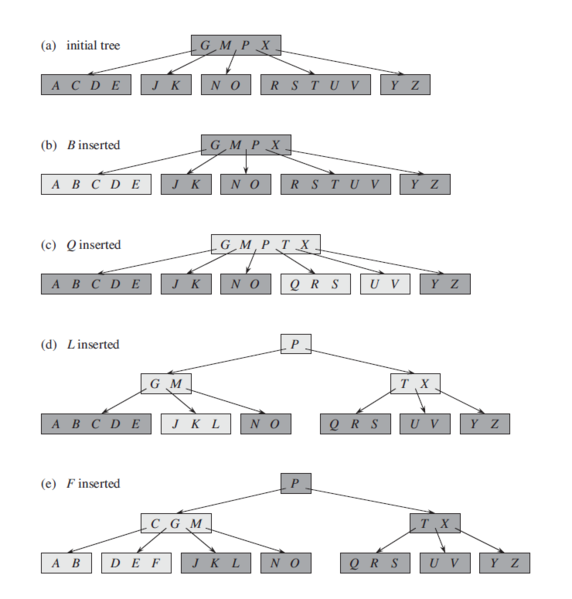 (a) initial tree G M P X
A C D E J K N O R S T U V Y Z
(b) B inserted G M P X
A B C D E J K N O R S T U V Y Z
(c) Q inserted G M P T X
A B C D E J K N O Q R S U V Y Z
(d) L inserted P
G M T X
A B C D E J K L N O Q R S U V Y Z
(e) F inserted P
C G M T X
A B D E F J K L N O Q R S U V Y Z